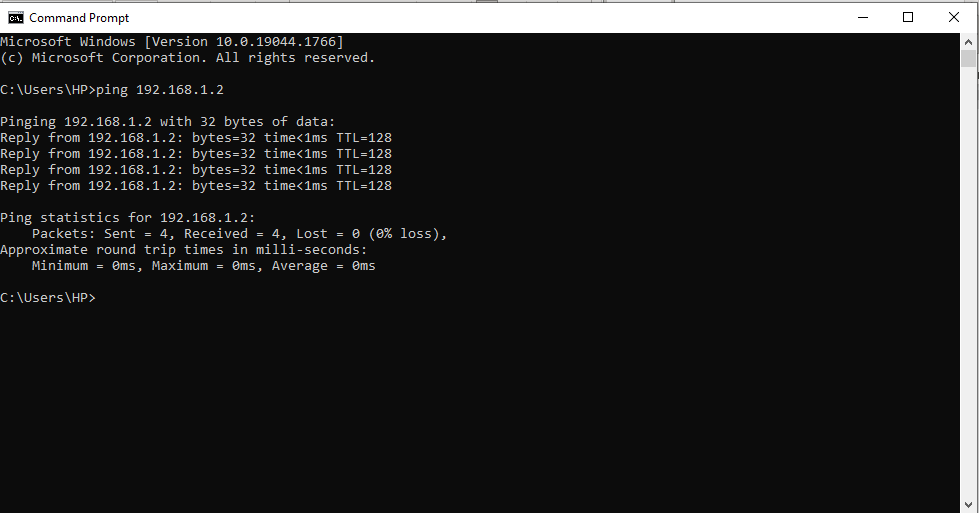 Command Prompt
Microsoft Windows [Version 10.0.19044.1766]
(c) Microsoft Corporation. All rights reserved.
C:\Users\HP>ping 192.168.1.2
Pinging 192.168.1.2 with 32 bytes of data:
Reply from 192.168.1.2: bytes=32 time<1ms TTL=128
Reply from 192.168.1.2: bytes=32 time<1ms TTL=128
Reply from 192.168.1.2: bytes=32 time<1ms TTL=128
Reply from 192.168.1.2: bytes=32 time<1ms TTL=128
Ping statistics for 192.168.1.2:
    Packets: Sent = 4, Received = 4, Lost = 0 (0% loss),
Approximate round trip times in milli-seconds:
    Minimum = 0ms, Maximum = 0ms, Average = 0ms
C:\Users\HP>